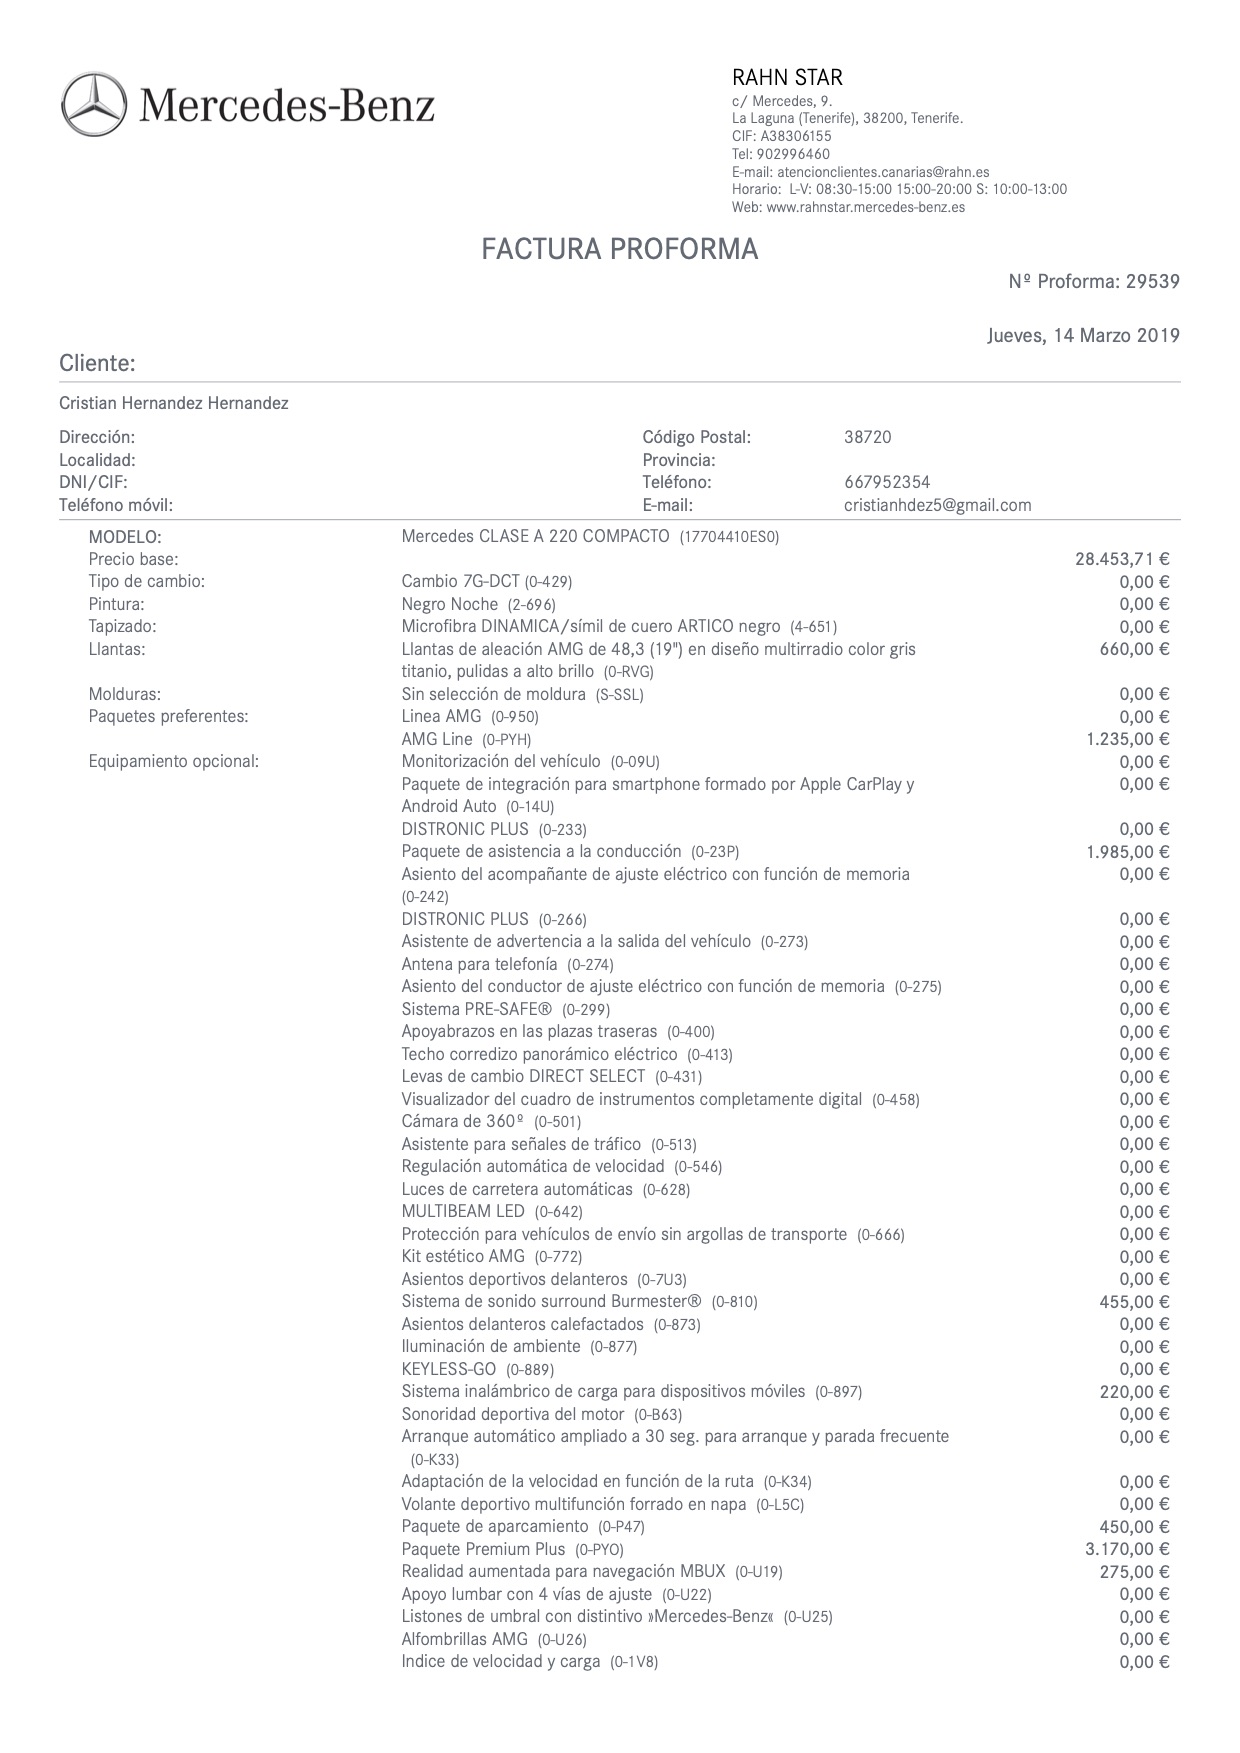 Mercedes-Benz
RAHN STAR
c/ Mercedes, 9.
La Laguna (Tenerife), 38200, Tenerife.
CIF: A38306155
Tel: 902996460
E-mail: atencionclientes.canarias@rahn.es
Horario: L-V: 08:30-15:00 15:00-20:00 S: 10:00-13:00
Web: www.rahnstar.mercedes-benz.es
FACTURA PROFORMA
Nº Proforma: 29539
Jueves, 14 Marzo 2019
Cliente:
Cristian Hernandez Hernandez
Dirección: Código Postal: 38720
Localidad: Provincia:
DNI/CIF: Teléfono: 667952354
Teléfono móvil: E-mail: cristianhdez5@gmail.com
MODELO: Mercedes CLASE A 220 COMPACTO (17704410ES0)
Precio base: 28.453,71 €
Tipo de cambio: Cambio 7G-DCT (0-429) 0,00 €
Pintura: Negro Noche (2-696) 0,00 €
Tapizado: Microfibra DINAMICA/símil de cuero ARTICO negro (4-651) 0,00 €
Llantas: Llantas de aleación AMG de 48,3 (19") en diseño multirradio color gris 660,00 €
titanio, pulidas a alto brillo (0-RVG)
Molduras: Sin selección de moldura (S-SSL) 0,00 €
Paquetes preferentes: Linea AMG (0-950) 0,00 €
AMG Line (0-PYH) 1.235,00 €
Equipamiento opcional: Monitorización del vehículo (0-09U) 0,00 €
Paquete de integración para smartphone formado por Apple CarPlay y 0,00 €
Android Auto (0-14U)
DISTRONIC PLUS (0-233) 0,00 €
Paquete de asistencia a la conducción (0-23P) 1.985,00 €
Asiento del acompañante de ajuste eléctrico con función de memoria 0,00 €
(0-242)
DISTRONIC PLUS (0-266) 0,00 €
Asistente de advertencia a la salida del vehículo (0-273) 0,00 €
Antena para telefonía (0-274) 0,00 €
Asiento del conductor de ajuste eléctrico con función de memoria (0-275) 0,00 €
Sistema PRE-SAFE® (0-299) 0,00 €
Apoyabrazos en las plazas traseras (0-400) 0,00 €
Techo corredizo panorámico eléctrico (0-413) 0,00 €
Levas de cambio DIRECT SELECT (0-431) 0,00 €
Visualizador del cuadro de instrumentos completamente digital (0-458) 0,00 €
Cámara de 360º (0-501) 0,00 €
Asistente para señales de tráfico (0-513) 0,00 €
Regulación automática de velocidad (0-546) 0,00 €
Luces de carretera automáticas (0-628) 0,00 €
MULTIBEAM LED (0-642) 0,00 €
Protección para vehículos de envío sin argollas de transporte (0-666) 0,00 €
Kit estético AMG (0-772) 0,00 €
Asientos deportivos delanteros (0-7U3) 0,00 €
Sistema de sonido surround Burmester® (0-810) 455,00 €
Asientos delanteros calefactados (0-873) 0,00 €
Iluminación de ambiente (0-877) 0,00 €
KEYLESS-GO (0-889) 0,00 €
Sistema inalámbrico de carga para dispositivos móviles (0-897) 220,00 €
Sonoridad deportiva del motor (0-B63) 0,00 €
Arranque automático ampliado a 30 seg. para arranque y parada frecuente 0,00 €
(0-K33)
Adaptación de la velocidad en función de la ruta (0-K34) 0,00 €
Volante deportivo multifunción forrado en napa (0-L5C) 0,00 €
Paquete de aparcamiento (0-P47) 450,00 €
Paquete Premium Plus (0-PYO) 3.170,00 €
Realidad aumentada para navegación MBUX (0-U19) 275,00 €
Apoyo lumbar con 4 vías de ajuste (0-U22) 0,00 €
Listones de umbral con distintivo »Mercedes-Benz« (0-U25) 0,00 €
Alfombrillas AMG (0-U26) 0,00 €
Indice de velocidad y carga (0-1V8) 0,00 €